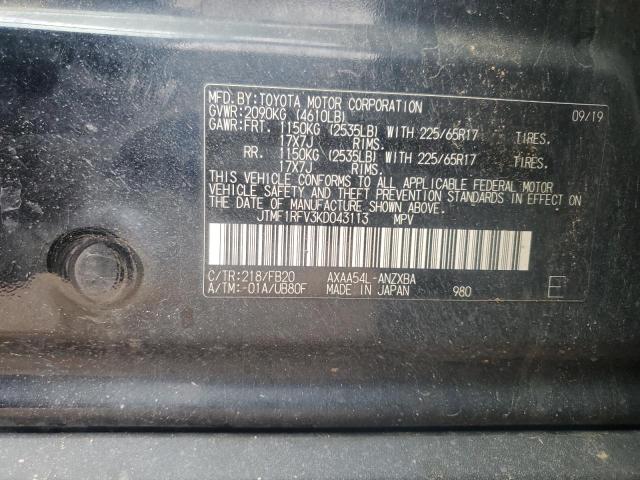 MFD.BY:TOYOTA MOTOR CORPORATION 09/19
GVWR:2090KG (4610LB)
GAWR:FRT. 1150KG (2535LB) WITH 225/65R17 TIRES.
17X7J RIMS.
RR. 1150KG (2535LB) WITH 225/65R17 TIRES.
17X7J RIMS.
THIS VEHICLE CONFORMS TO ALL APPLICABLE FEDERAL MOTOR
VEHICLE SAFETY AND THEFT PREVENTION STANDARDS IN EFFECT ON
THE DATE OF MANUFACTURE SHOWN ABOVE.
JTMF1RFV3KD043113 MPV
C/TR:218/FB20 AXAA54L-ANZXBA
A/TM:-01A/UB80F MADE IN JAPAN 980 E